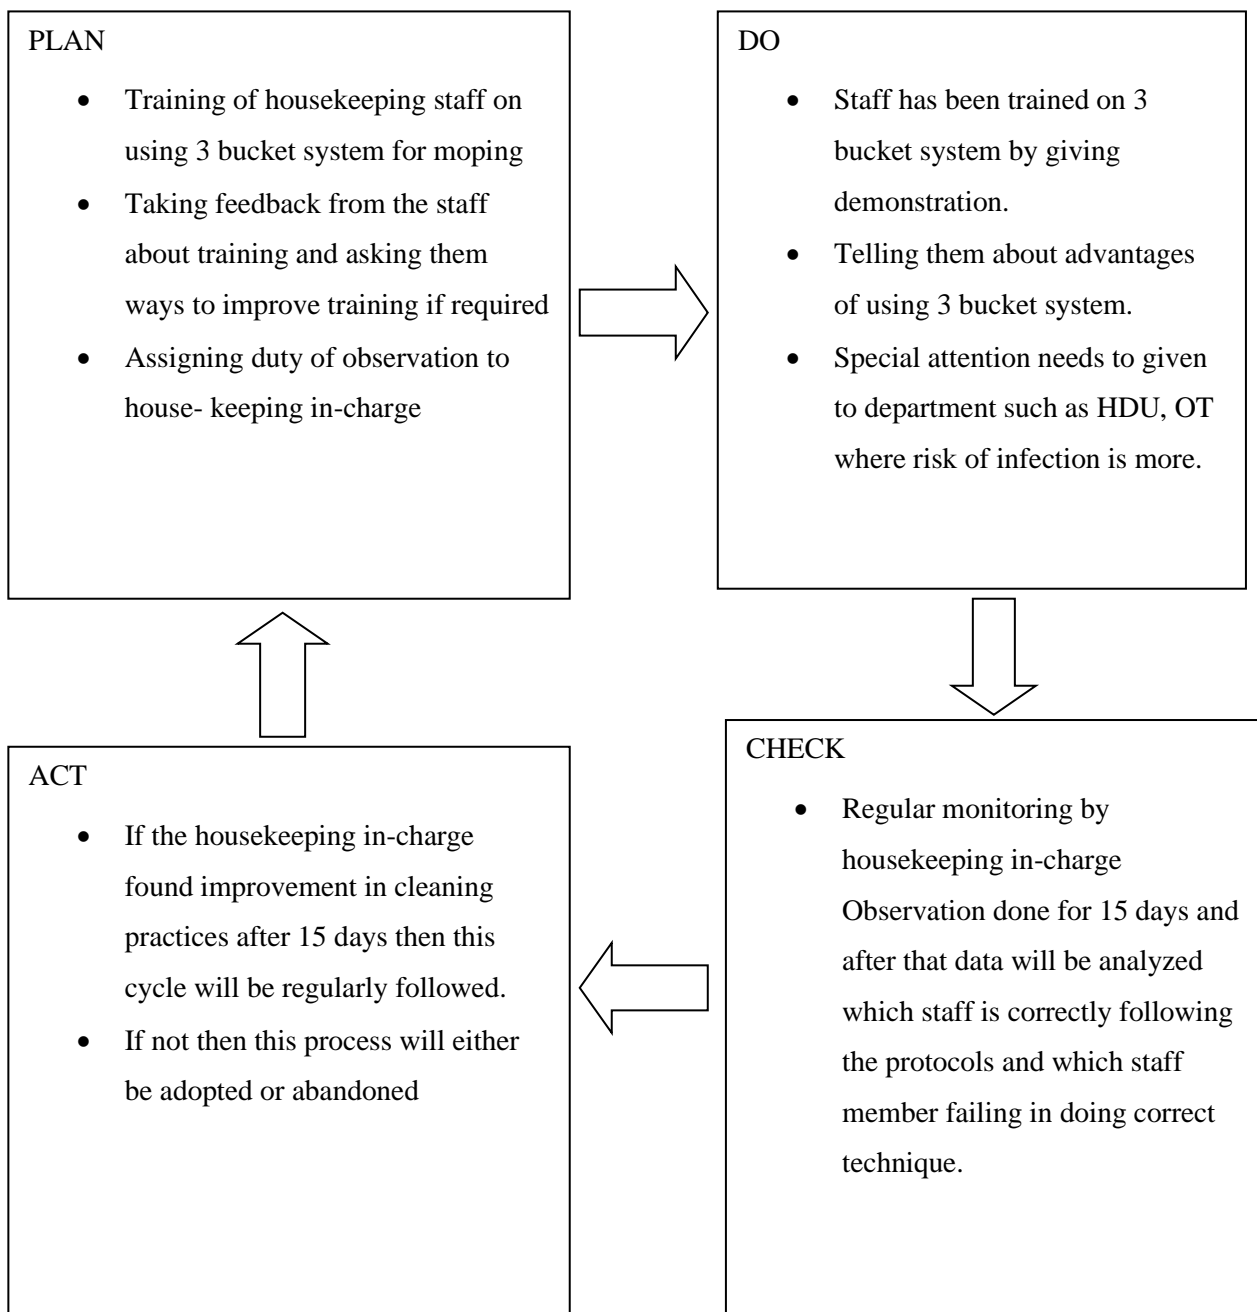 PLAN
• Training of housekeeping staff on
using 3 bucket system for moping
• Taking feedback from the staff
about training and asking them
ways to improve training if required
• Assigning duty of observation to
house- keeping in-charge
DO
• Staff has been trained on 3
bucket system by giving
demonstration.
• Telling them about advantages
of using 3 bucket system.
• Special attention needs to given
to department such as HDU, OT
where risk of infection is more.
CHECK
• Regular monitoring by
housekeeping in-charge
Observation done for 15 days and
after that data will be analyzed
which staff is correctly following
the protocols and which staff
member failing in doing correct
technique.
ACT
• If the housekeeping in-charge
found improvement in cleaning
practices after 15 days then this
cycle will be regularly followed.
• If not then this process will either
be adopted or abandoned